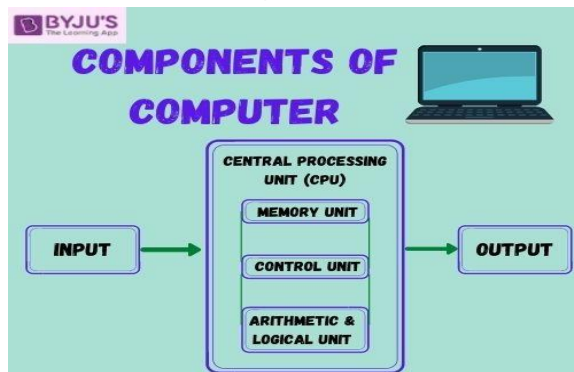 BYJU'S
The Learning App
COMPONENTS OF
COMPUTER
CENTRAL PROCESSING
UNIT (CPU)
MEMORY UNIT
INPUT
CONTROL UNIT
OUTPUT
ARITHMETIC &
LOGICAL UNIT